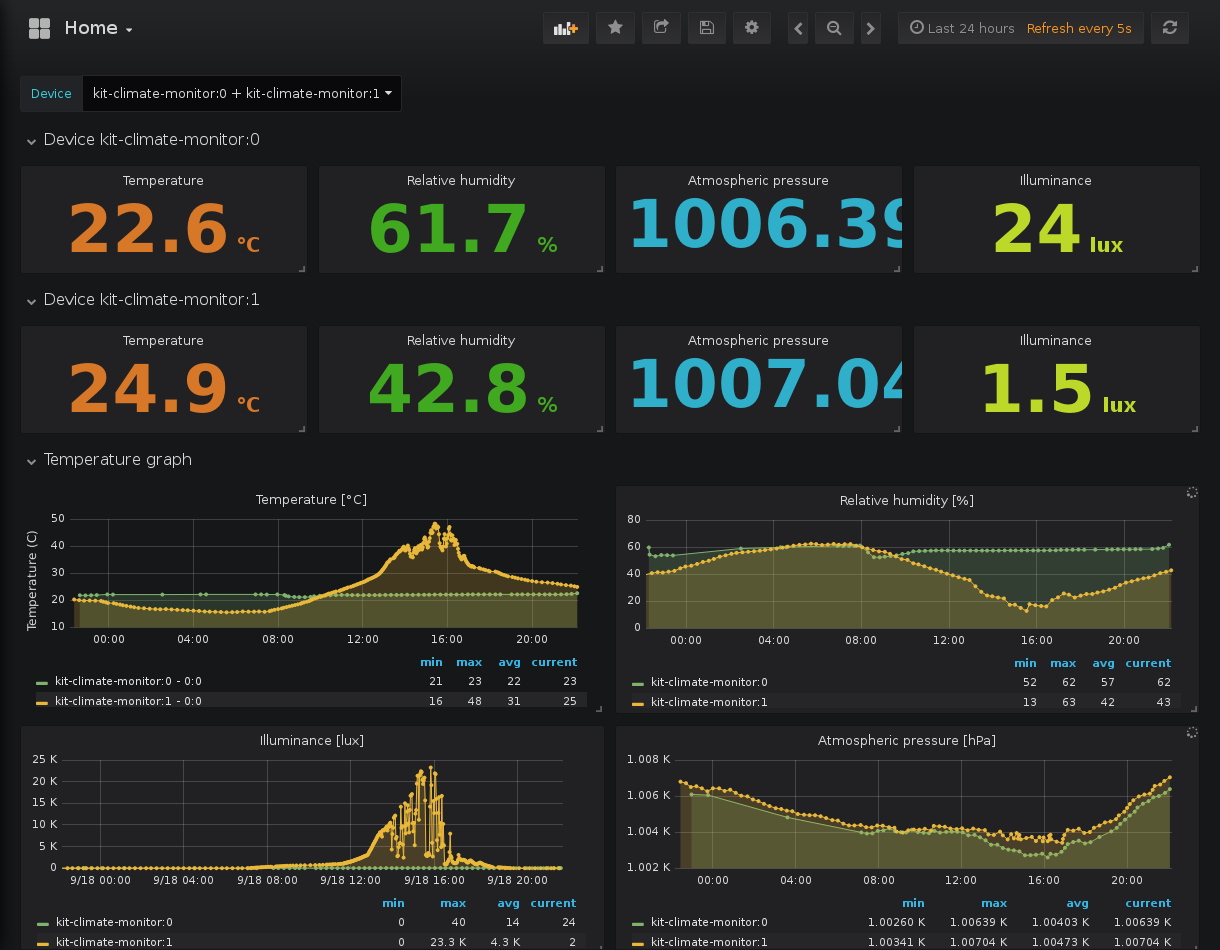 Home
Last 24 hours Refresh every 5s
Device kit-climate-monitor:0 + kit-climate-monitor:1
Device kit-climate-monitor:0
Temperature Relative humidity Atmospheric pressure Illuminance
22.6 °C 61.7 % 1006.39 24 lux
Device kit-climate-monitor:1
Temperature Relative humidity Atmospheric pressure Illuminance
24.9 °C 42.8 % 1007.04 1.5 lux
Temperature graph
Temperature [°C]
Temperature (C)
50
40
30
20
10
00:00 04:00 08:00 12:00 16:00 20:00
min max avg current
kit-climate-monitor:0 - 0:0 21 23 22 23
kit-climate-monitor:1 - 0:0 16 48 31 25
Relative humidity [%]
80
60
40
20
0
00:00 04:00 08:00 12:00 16:00 20:00
min max avg current
kit-climate-monitor:0 52 62 57 62
kit-climate-monitor:1 13 63 42 43
Illuminance [lux]
25 K
20 K
15 K
10 K
5 K
0
9/18 00:00 9/18 04:00 9/18 08:00 9/18 12:00 9/18 16:00 9/18 20:00
min max avg current
kit-climate-monitor:0 0 40 14 24
kit-climate-monitor:1 0 23.3 K 4.3 K 2
Atmospheric pressure [hPa]
1.008 K
1.006 K
1.004 K
1.002 K
00:00 04:00 08:00 12:00 16:00 20:00
min max avg current
kit-climate-monitor:0 1.00260 K 1.00639 K 1.00403 K 1.00639 K
kit-climate-monitor:1 1.00341 K 1.00704 K 1.00473 K 1.00704 K